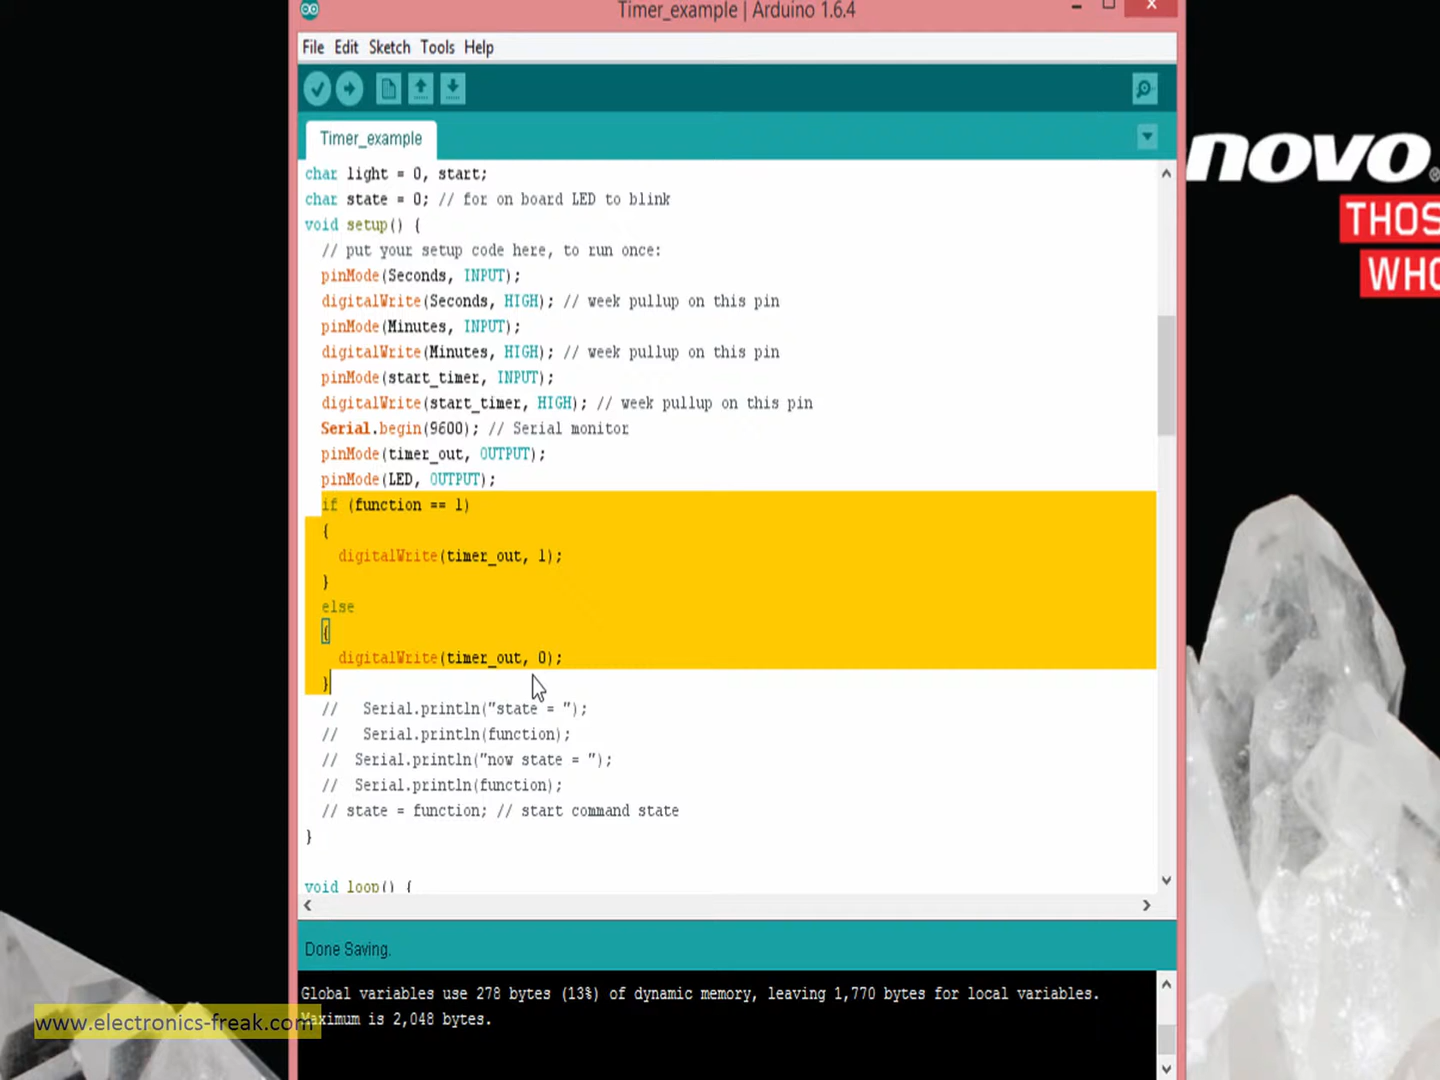 Timer_example | Arduino 1.6.4
File Edit Sketch Tools Help
Timer_example
char light = 0, start;
char state = 0; // for on board LED to blink
void setup() {
// put your setup code here, to run once:
pinMode(Seconds, INPUT);
digitalWrite(Seconds, HIGH); // week pullup on this pin
pinMode(Minutes, INPUT);
digitalWrite(Minutes, HIGH); // week pullup on this pin
pinMode(start_timer, INPUT);
digitalWrite(start_timer, HIGH); // week pullup on this pin
Serial.begin(9600); // Serial monitor
pinMode(timer_out, OUTPUT);
pinMode(LED, OUTPUT);
if (function == 1)
{
digitalWrite(timer_out, 1);
}
else
{
digitalWrite(timer_out, 0);
}
// Serial.println("state = ");
// Serial.println(function);
// Serial.println("now state = ");
// Serial.println(function);
// state = function; // start command state
}
void loop() {
Done Saving.
Global variables use 278 bytes (13%) of dynamic memory, leaving 1,770 bytes for local variables.
Maximum is 2,048 bytes.
www.electronics-freak.com
novo®
THOS
WHO